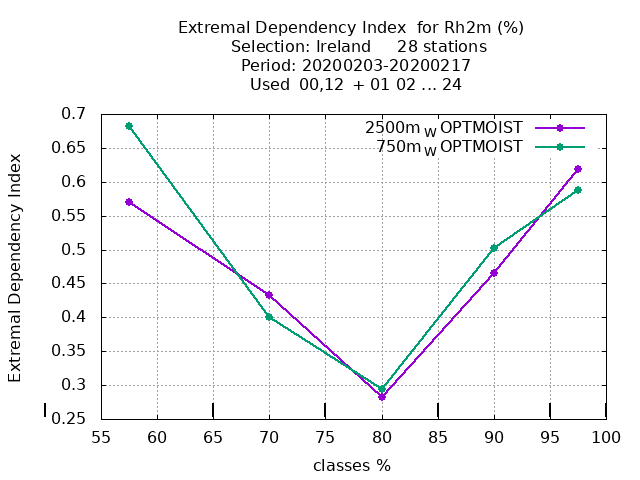 Extremal Dependency Index  for Rh2m (%)
Selection: Ireland     28 stations
Period: 20200203-20200217
Used  00,12  + 01 02 ... 24
0.7
0.65
0.6
0.55
0.5
0.45
0.4
0.35
0.3
0.25
Extremal Dependency Index
2500m W OPTMOIST
750m W OPTMOIST
55 60 65 70 75 80 85 90 95 100
classes %